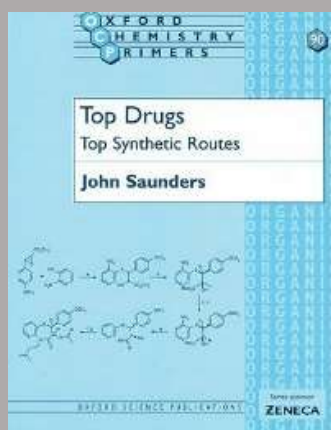 OXFORD
CHEMISTRY
PRIMERS
90
Top Drugs
Top Synthetic Routes
John Saunders
OXFORD SCIENCE PUBLICATIONS
ZENECA